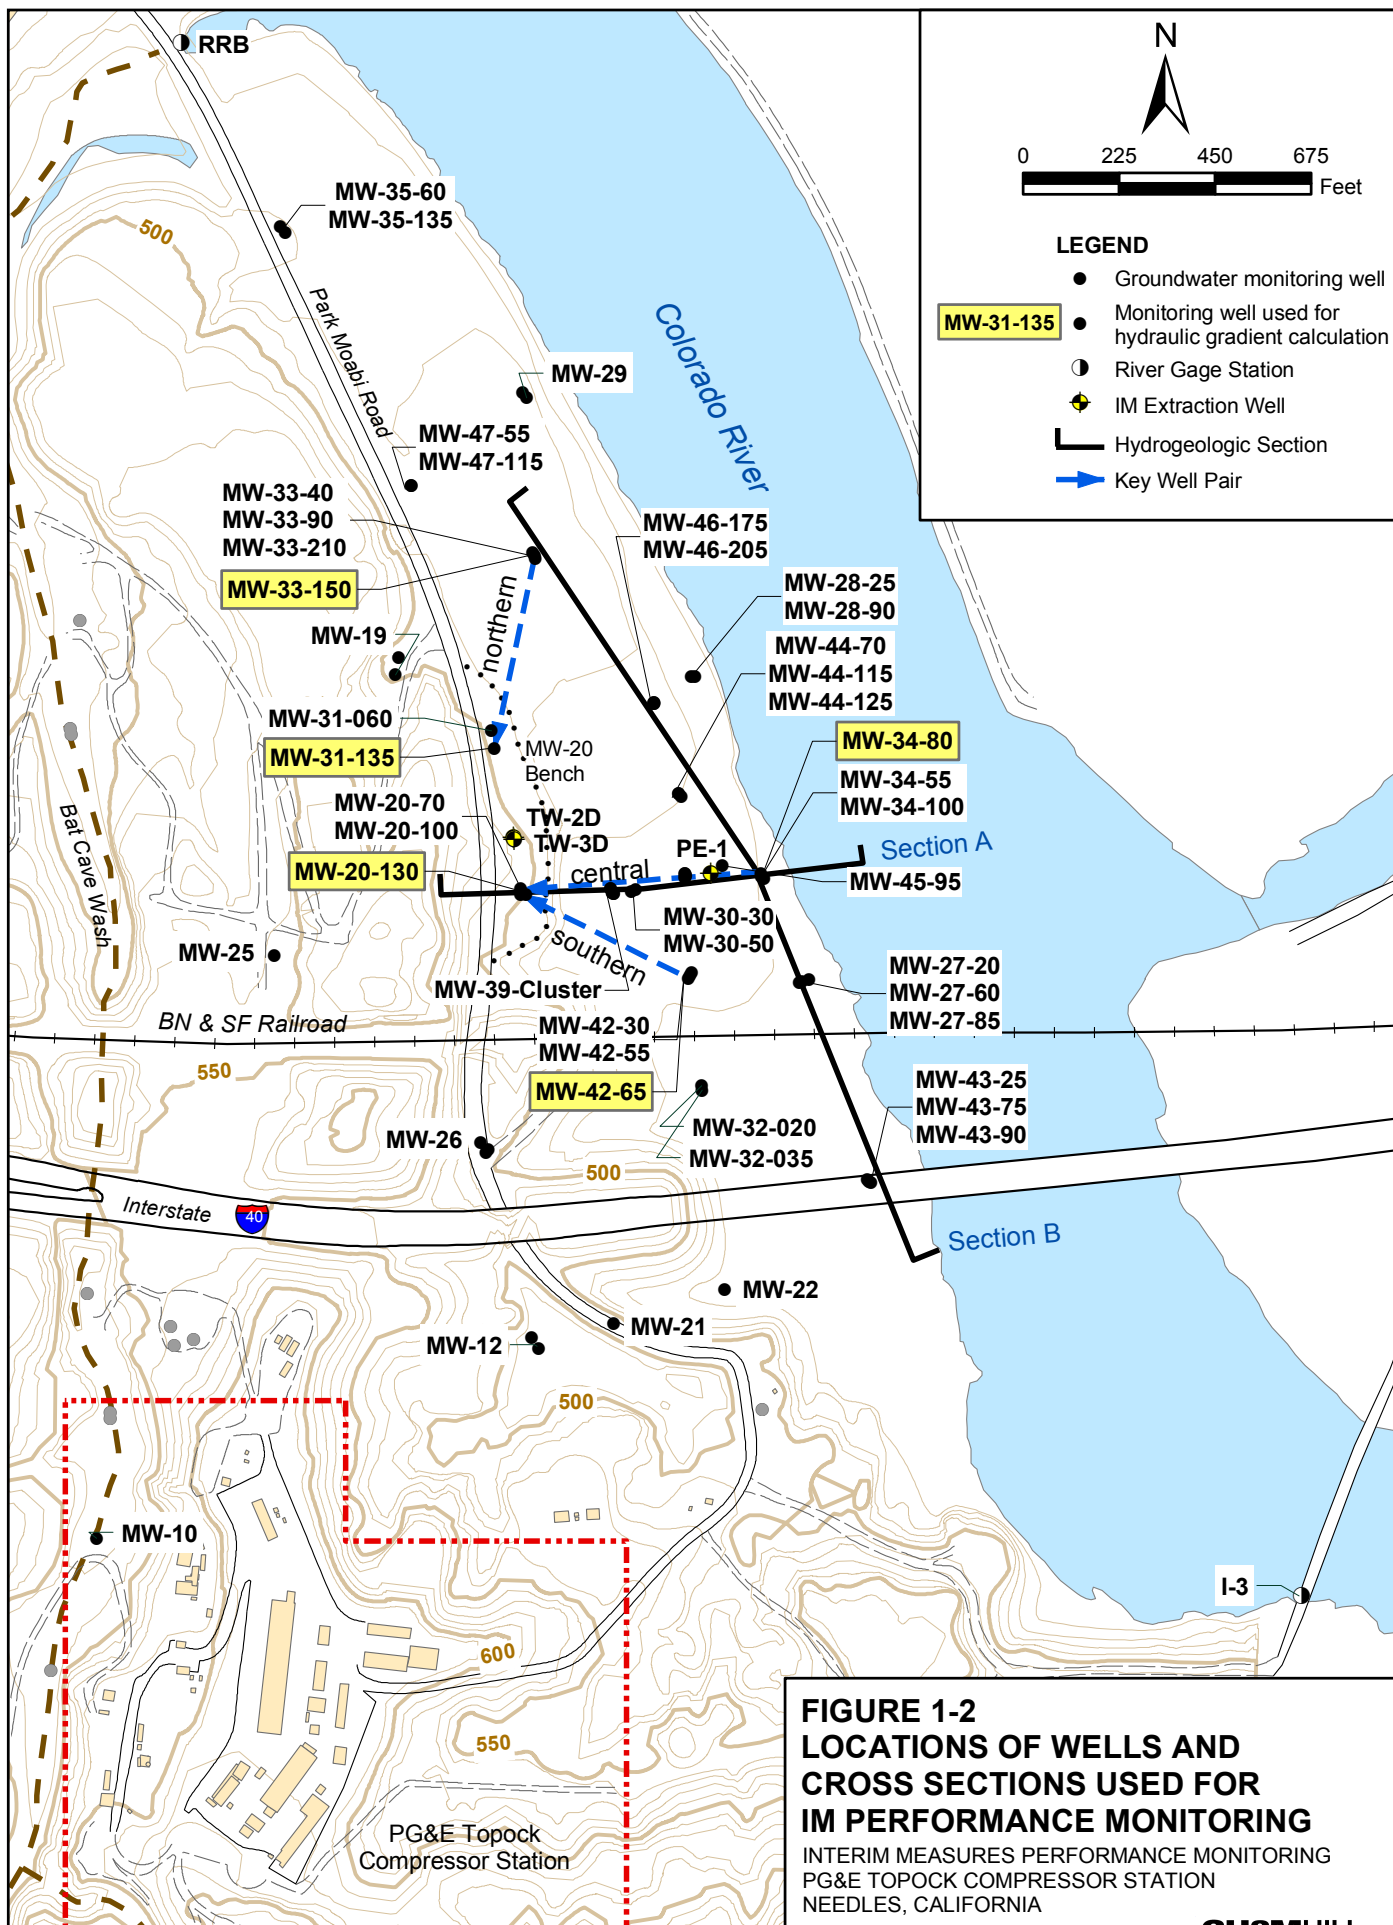 RRB
N
0 225 450 675
Feet
LEGEND
Groundwater monitoring well
MW-31-135
Monitoring well used for
hydraulic gradient calculation
River Gage Station
IM Extraction Well
Hydrogeologic Section
Key Well Pair
MW-35-60
MW-35-135
500
Park Moabi Road
Colorado River
MW-29
MW-47-55
MW-47-115
MW-33-40
MW-33-90
MW-33-210
MW-33-150
MW-46-175
MW-46-205
northern
MW-28-25
MW-28-90
MW-19
MW-44-70
MW-44-115
MW-44-125
MW-31-060
MW-31-135
MW-20
Bench
MW-34-80
MW-34-55
MW-34-100
MW-20-70
MW-20-100
TW-2D
TW-3D
MW-20-130
central
PE-1
Section A
MW-45-95
Bat Cave Wash
MW-30-30
MW-30-50
MW-25
southern
MW-39-Cluster
MW-27-20
MW-27-60
MW-27-85
BN & SF Railroad
MW-42-30
MW-42-55
MW-42-65
550
MW-43-25
MW-43-75
MW-43-90
MW-26
MW-32-020
MW-32-035
500
Interstate
40
Section B
MW-22
MW-21
MW-12
500
MW-10
I-3
600
550
PG&E Topock
Compressor Station
FIGURE 1-2
LOCATIONS OF WELLS AND
CROSS SECTIONS USED FOR
IM PERFORMANCE MONITORING
INTERIM MEASURES PERFORMANCE MONITORING
PG&E TOPOCK COMPRESSOR STATION
NEEDLES, CALIFORNIA